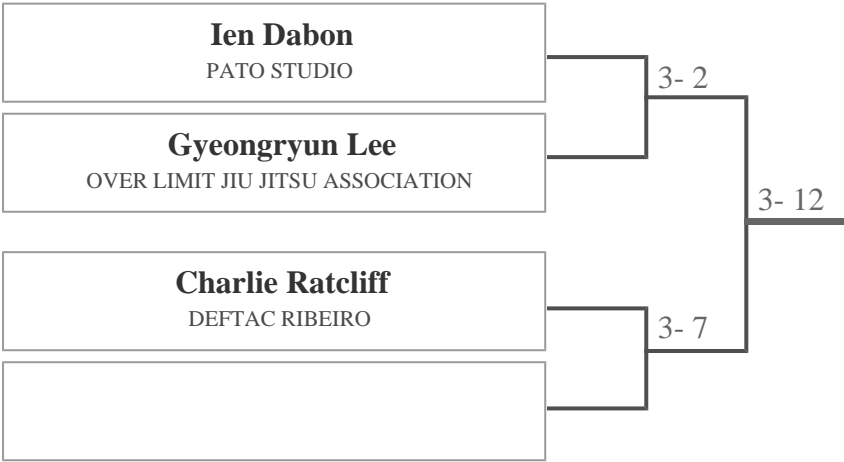 Ien Dabon
PATO STUDIO
3- 2
Gyeongryun Lee
OVER LIMIT JIU JITSU ASSOCIATION
3- 12
Charlie Ratcliff
DEFTAC RIBEIRO
3- 7